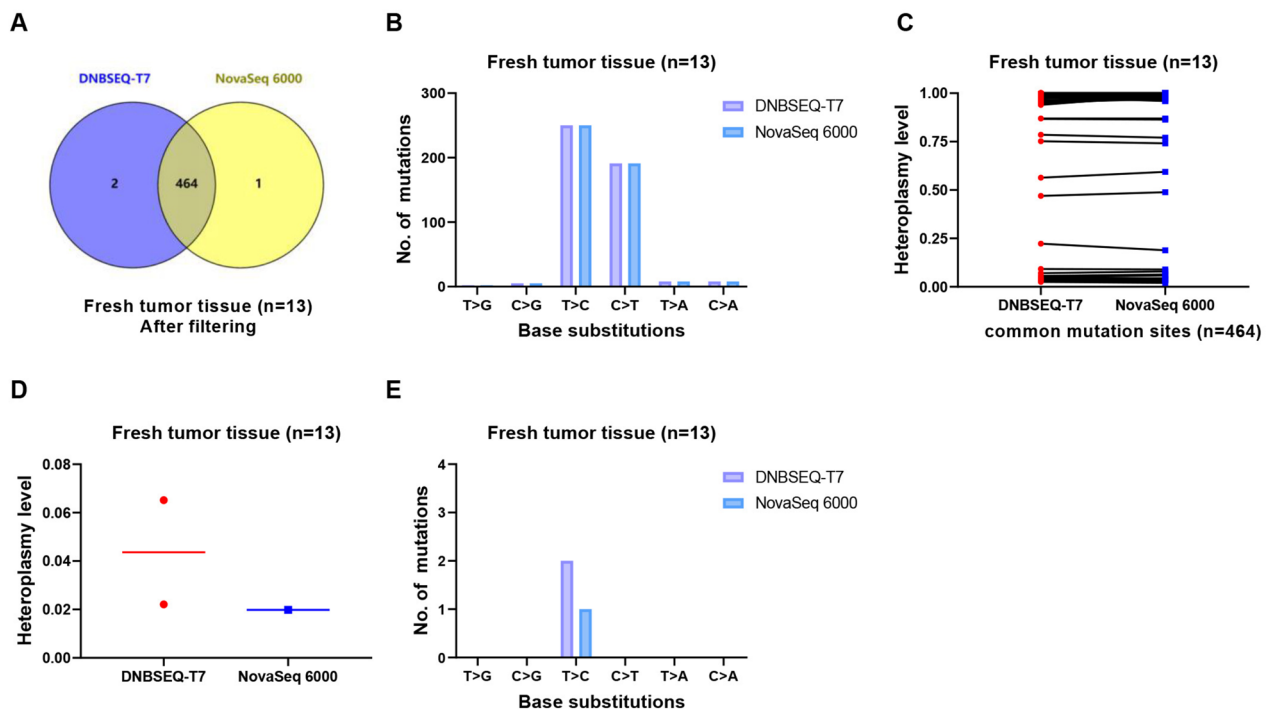 A
DNBSEQ-T7
NovaSeq 6000
2
464
1
Fresh tumor tissue (n=13)
After filtering
B
Fresh tumor tissue (n=13)
DNBSEQ-T7
NovaSeq 6000
No. of mutations
300
200
100
0
T>G
C>G
T>C
C>T
T>A
C>A
Base substitutions
C
Fresh tumor tissue (n=13)
Heteroplasmy level
1.00
0.75
0.50
0.25
0.00
DNBSEQ-T7
NovaSeq 6000
common mutation sites (n=464)
D
Fresh tumor tissue (n=13)
Heteroplasmy level
0.08
0.06
0.04
0.02
0.00
DNBSEQ-T7
NovaSeq 6000
E
Fresh tumor tissue (n=13)
DNBSEQ-T7
NovaSeq 6000
No. of mutations
4
3
2
1
0
T>G
C>G
T>C
C>T
T>A
C>A
Base substitutions